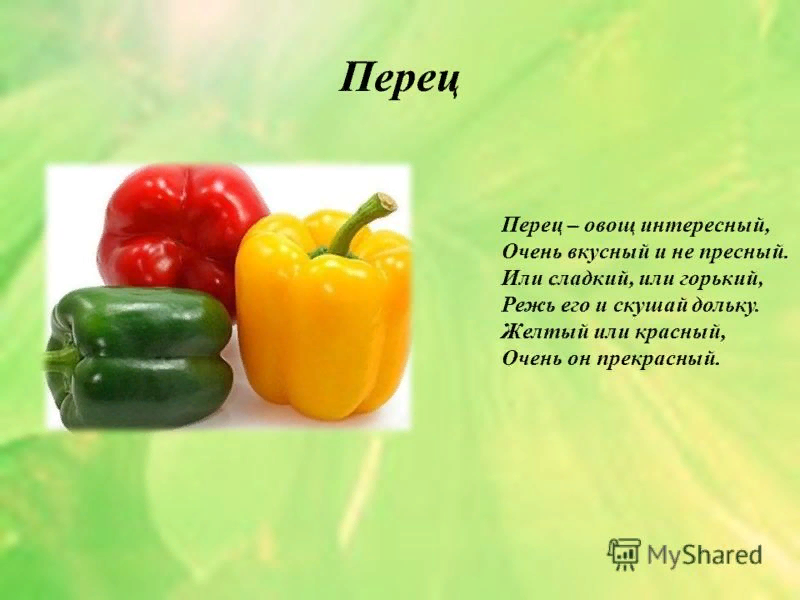 Перец
Перец – овощ интересный,
Очень вкусный и не пресный.
Или сладкий, или горький,
Режь его и скушай дольку.
Желтый или красный,
Очень он прекрасный.
MyShared